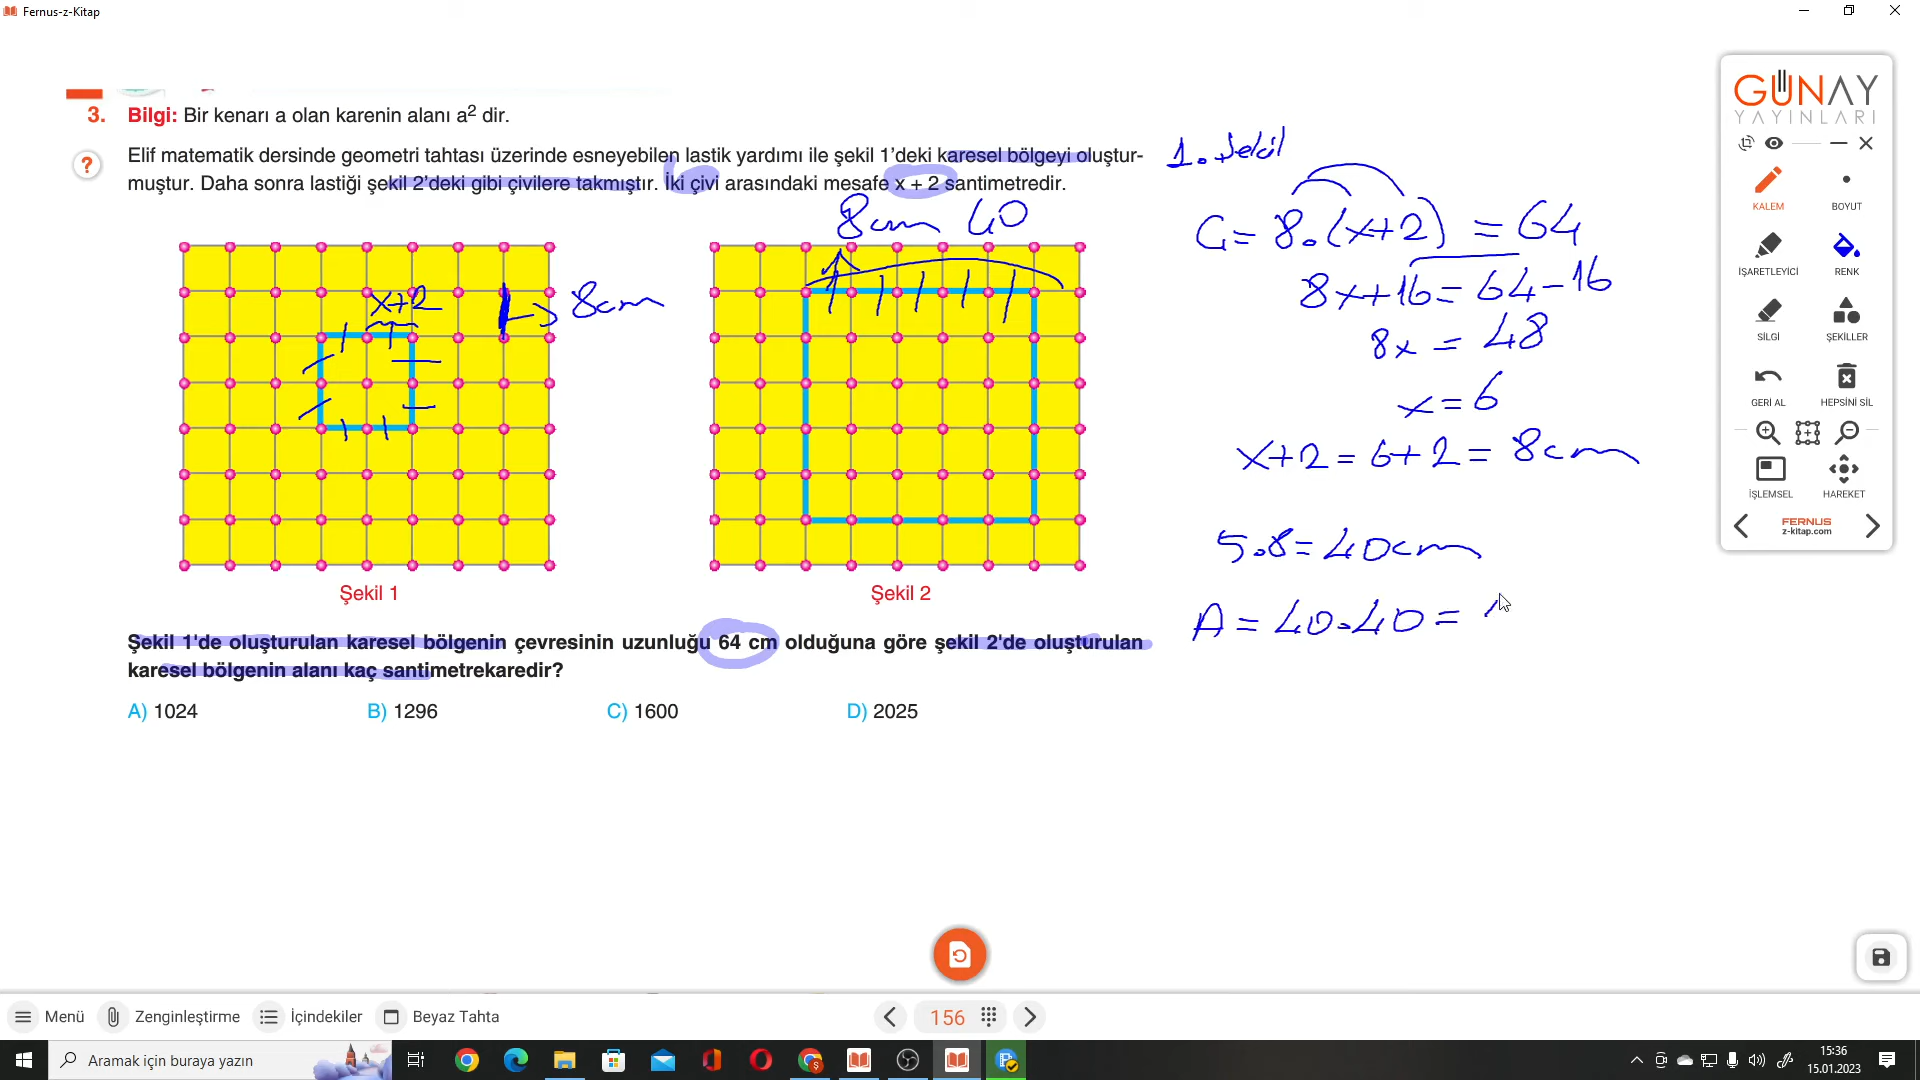 Fernus-z-Kitap
3. Bilgi: Bir kenarı a olan karenin alanı a² dir.
? Elif matematik dersinde geometri tahtası üzerinde esneyebilen lastik yardımı ile şekil 1'deki karesel bölgeyi oluştur-
muştur. Daha sonra lastiği şekil 2'deki gibi çivilere takmıştır. İki çivi arasındaki mesafe x + 2 santimetredir.
8cm 40
x+2
8cm
Şekil 1
Şekil 2
Şekil 1'de oluşturulan karesel bölgenin çevresinin uzunluğu 64 cm olduğuna göre şekil 2'de oluşturulan
karesel bölgenin alanı kaç santimetrekaredir?
A) 1024
B) 1296
C) 1600
D) 2025
1. Şekil
Ç= 8.(x+2) = 64
8x+16=64-16
8x = 48
x=6
x+2=6+2=8cm
5.8=40cm
A=40.40=
GÜNAY
YAYINLARI
KALEM
BOYUT
İŞARETLEYİCİ
RENK
SİLGİ
ŞEKİLLER
GERİ AL
HEPSİNİ SİL
İŞLEMSEL
HAREKET
FERNUS
z-kitap.com
Menü
Zenginleştirme
İçindekiler
Beyaz Tahta
156
Aramak için buraya yazın
15:36
15.01.2023